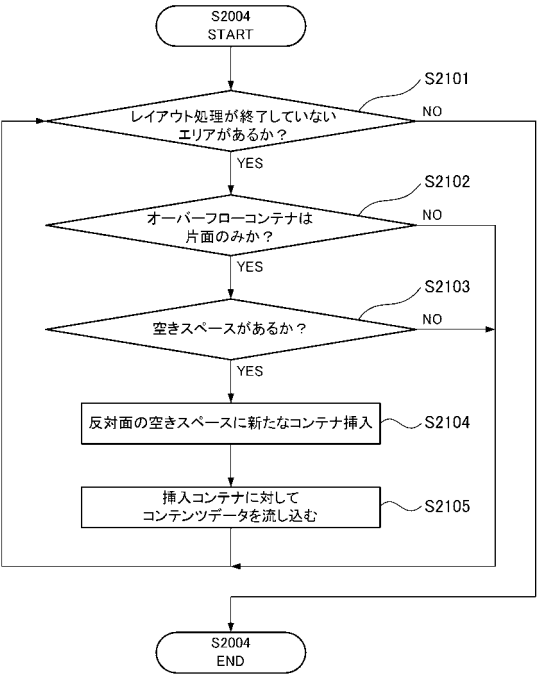 S2004
START
S2101
レイアウト処理が終了していない
エリアがあるか？
NO
YES
S2102
オーバーフローコンテナは
片面のみか？
NO
YES
S2103
空きスペースがあるか？
NO
YES
反対面の空きスペースに新たなコンテナ挿入
S2104
挿入コンテナに対して
コンテンツデータを流し込む
S2105
S2004
END